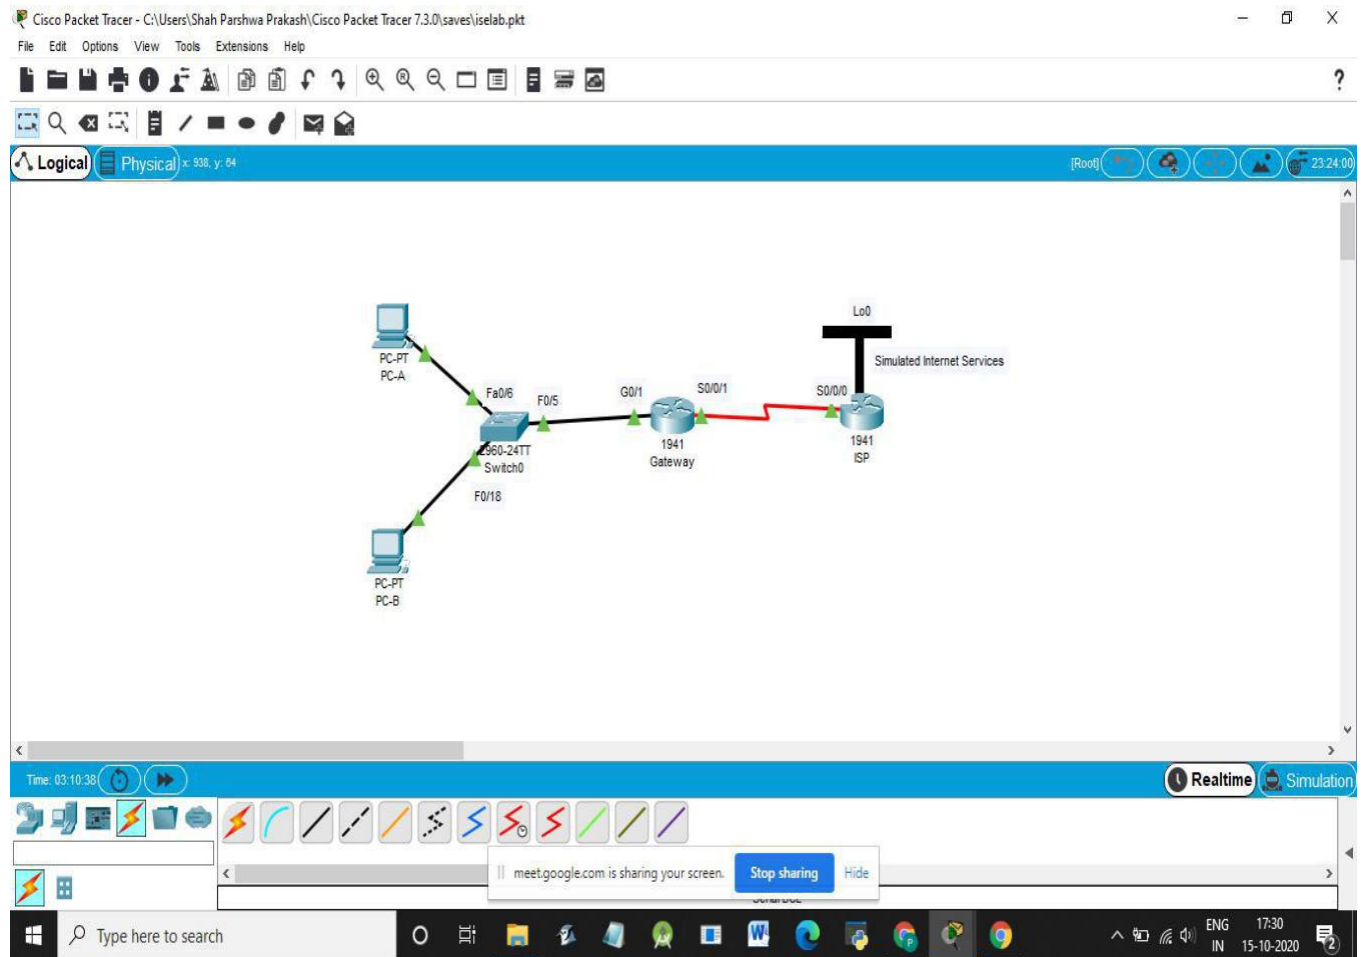 Cisco Packet Tracer - C:\Users\Shah Parshwa Prakash\Cisco Packet Tracer 7.3.0\saves\iselab.pkt
File Edit Options View Tools Extensions Help
?
Logical Physical x: 938, y: 64 [Root] 23:24:00
Lo0
Simulated Internet Services
PC-PT
PC-A
Fa0/6 F0/5 G0/1 S0/0/1 S0/0/0
2960-24TT
Switch0
1941
Gateway
1941
ISP
F0/18
PC-PT
PC-B
Time: 03:10:38 Realtime Simulation
meet.google.com is sharing your screen. Stop sharing Hide
Type here to search
ENG 17:30
IN 15-10-2020
2